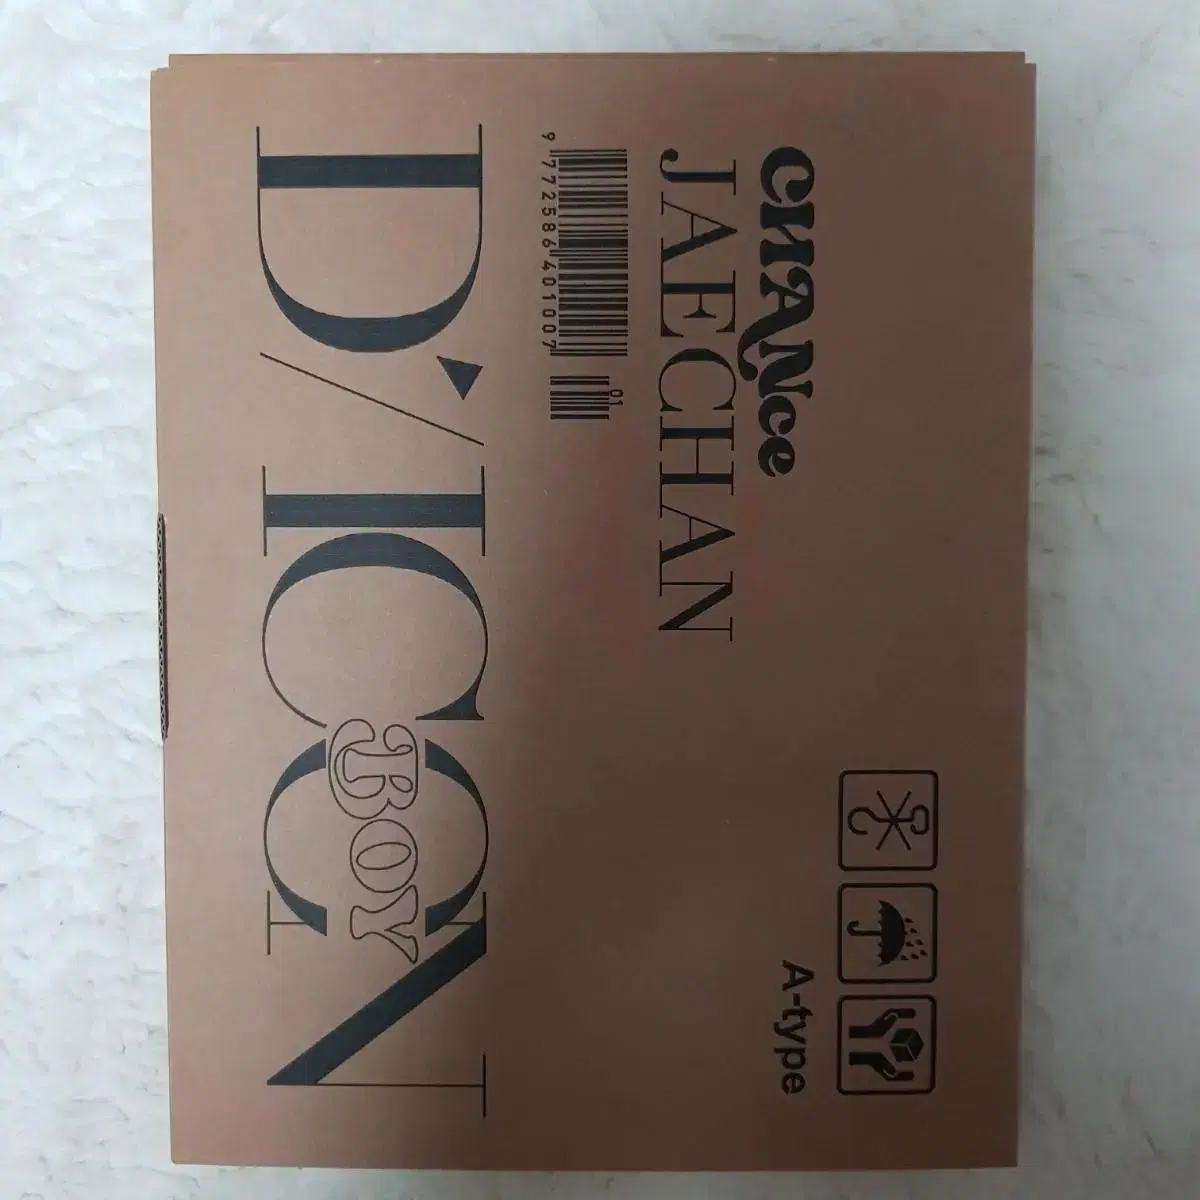 CHANce
A-type
JAECHAN
01
9 772586 401007
D’/ICON
BOY